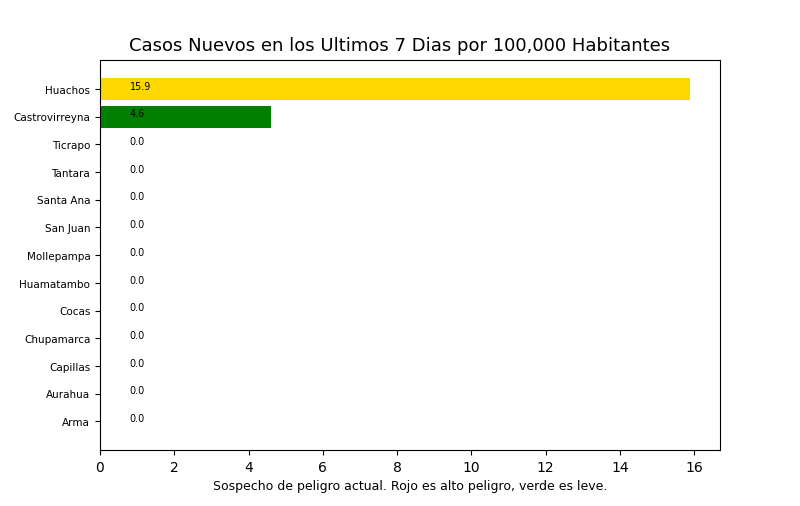 Casos Nuevos en los Ultimos 7 Dias por 100,000 Habitantes
Huachos 15.9
Castrovirreyna 4.6
Ticrapo 0.0
Tantara 0.0
Santa Ana 0.0
San Juan 0.0
Mollepampa 0.0
Huamatambo 0.0
Cocas 0.0
Chupamarca 0.0
Capillas 0.0
Aurahua 0.0
Arma 0.0
0 2 4 6 8 10 12 14 16
Sospecho de peligro actual. Rojo es alto peligro, verde es leve.